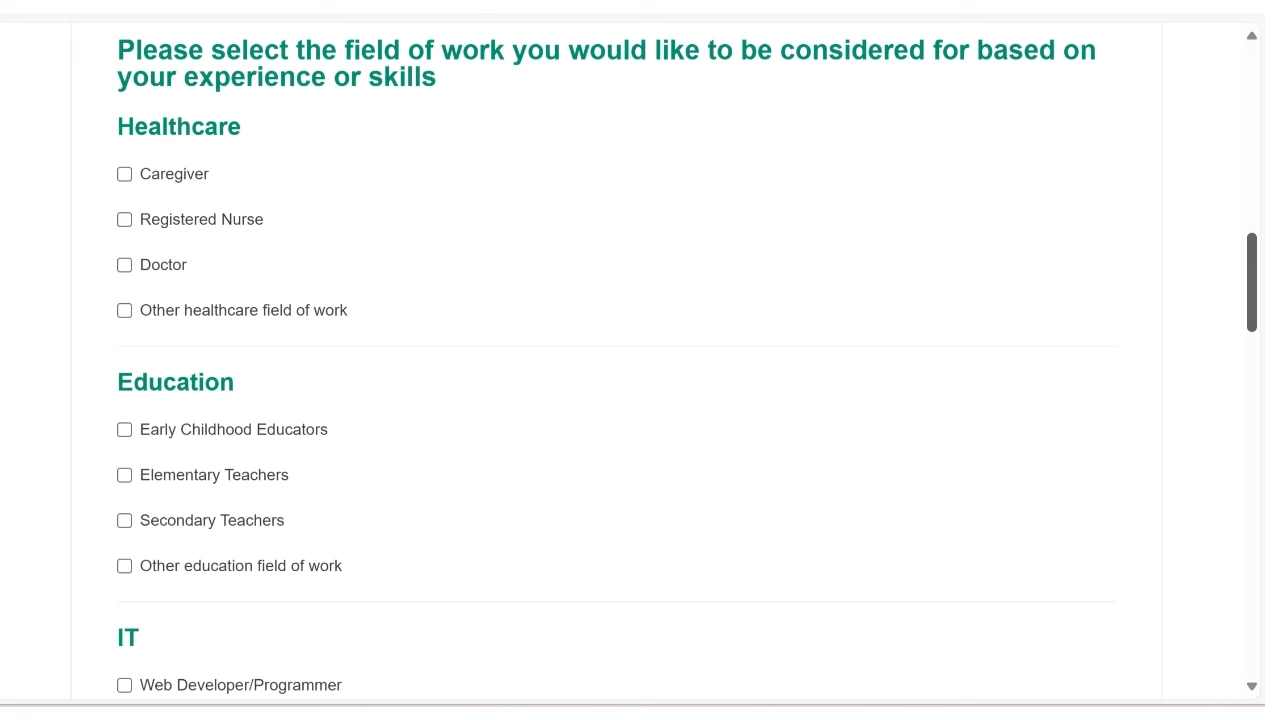 Please select the field of work you would like to be considered for based on
your experience or skills
Healthcare
Caregiver
Registered Nurse
Doctor
Other healthcare field of work
Education
Early Childhood Educators
Elementary Teachers
Secondary Teachers
Other education field of work
IT
Web Developer/Programmer